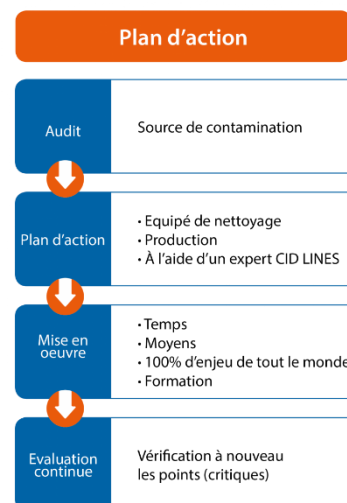 Plan d'action
Audit
Source de contamination
Plan d'action
• Equipé de nettoyage
• Production
• À l'aide d'un expert CID LINES
Mise en
oeuvre
• Temps
• Moyens
• 100% d'enjeu de tout le monde
• Formation
Evaluation
continue
Vérification à nouveau
les points (critiques)